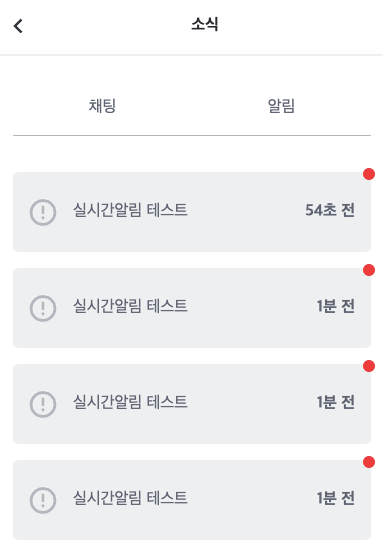 소식
채팅 알림
실시간알림 테스트 54초 전
실시간알림 테스트 1분 전
실시간알림 테스트 1분 전
실시간알림 테스트 1분 전